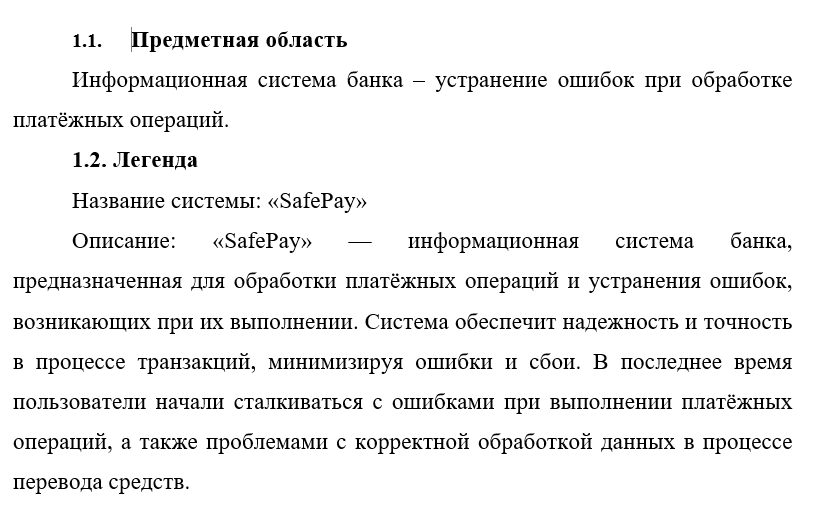 1.1. Предметная область
Информационная система банка – устранение ошибок при обработке
платёжных операций.
1.2. Легенда
Название системы: «SafePay»
Описание: «SafePay» — информационная система банка,
предназначенная для обработки платёжных операций и устранения ошибок,
возникающих при их выполнении. Система обеспечит надежность и точность
в процессе транзакций, минимизируя ошибки и сбои. В последнее время
пользователи начали сталкиваться с ошибками при выполнении платёжных
операций, а также проблемами с корректной обработкой данных в процессе
перевода средств.